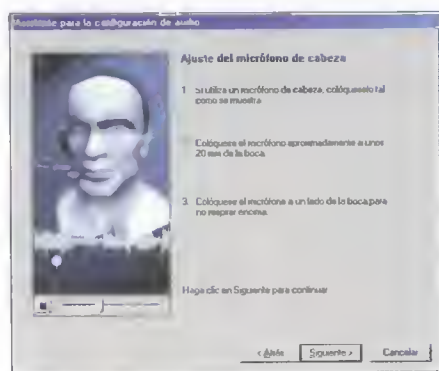 Asistente para la configuración de audio
Ajuste del micrófono de cabeza
1 Si utiliza un micrófono de cabeza, colóqueselo tal
como se muestra
Colóquese el micrófono aproximadamente a unos
20 mm de la boca.
3. Colóquese el micrófono a un lado de la boca para
no respirar encima.
Haga clic en Siguiente para continuar
< Atrás
Siguiente >
Cancelar